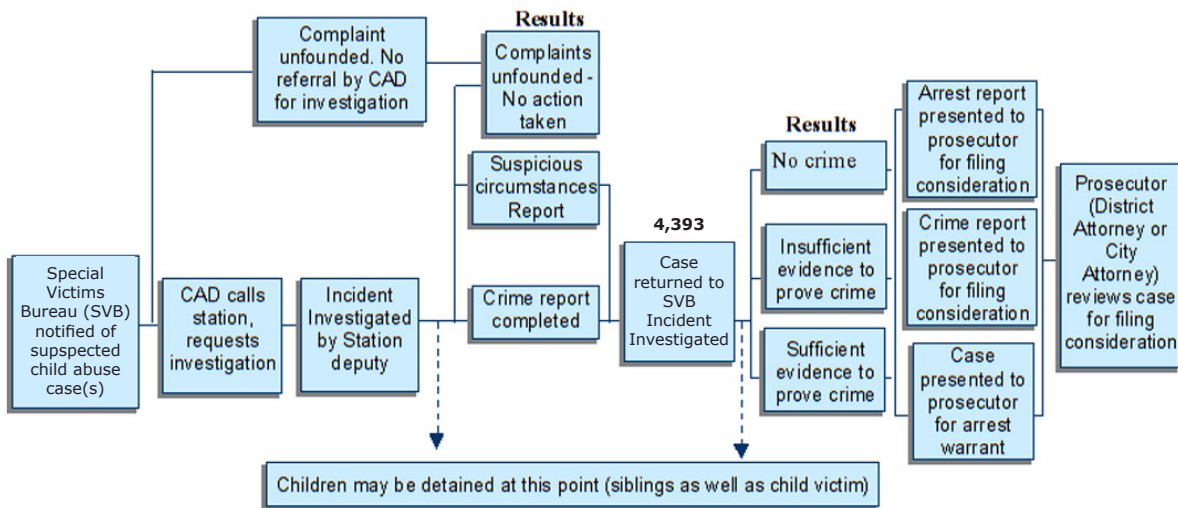 Complaint
unfounded. No
referral by CAD
for investigation
Results
Complaints
unfounded -
No action
taken
Suspicious
circumstances
Report
Special
Victims
Bureau (SVB)
notified of
supspected
child abuse
case(s)
CAD calls
station,
requests
investigation
Incident
Investigated
by Station
deputy
Crime report
completed
4,393
Case
returned to
SVB
Incident
Investigated
Results
No crime
Insufficient
evidence to
prove crime
Sufficient
evidence to
prove crime
Arrest report
presented to
prosecutor
for filing
consideration
Crime report
presented to
prosecutor
for filing
consideration
Case
presented to
prosecutor
for arrest
warrant
Prosecutor
(District
Attorney or
City
Attorney)
reviews case
for filing
consideration
Children may be detained at this point (siblings as well as child victim)